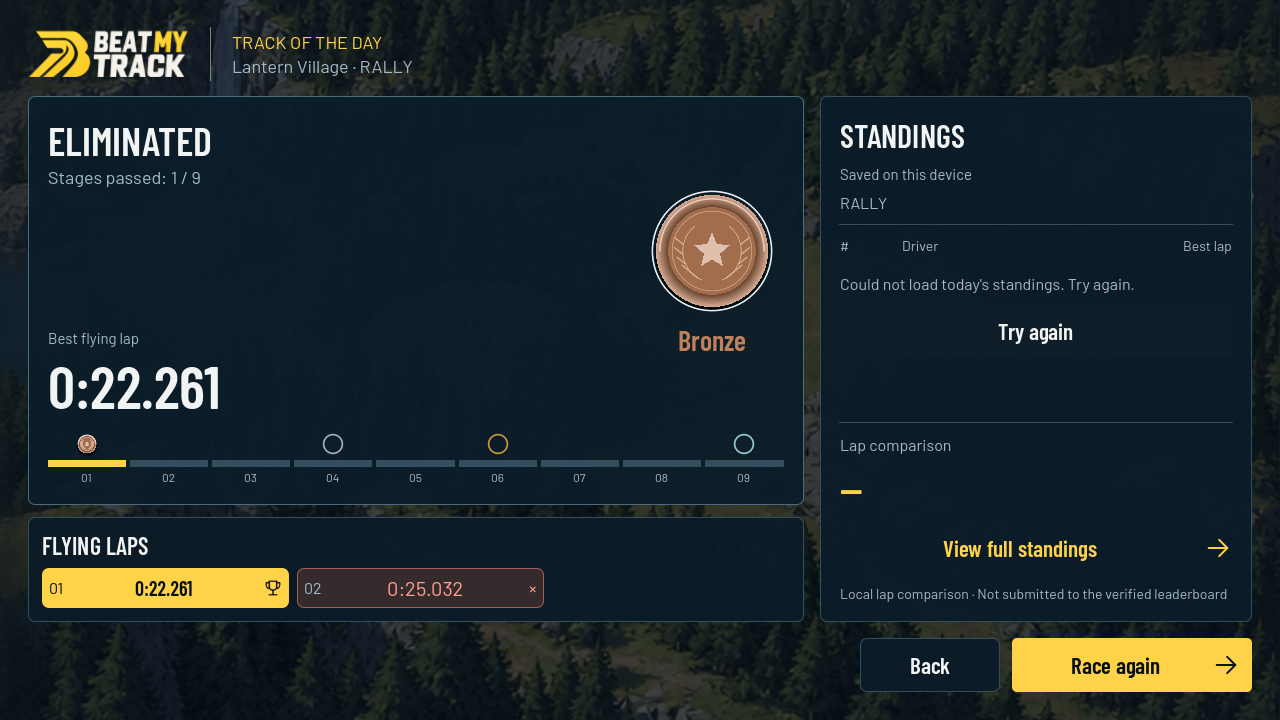 BEAT MY
TRACK
TRACK OF THE DAY
Lantern Village · RALLY
ELIMINATED
Stages passed: 1 / 9
Bronze
Best flying lap
0:22.261
01 02 03 04 05 06 07 08 09
FLYING LAPS
01 0:22.261
02 0:25.032 ×
STANDINGS
Saved on this device
RALLY
# Driver Best lap
Could not load today's standings. Try again.
Try again
Lap comparison
–
View full standings →
Local lap comparison · Not submitted to the verified leaderboard
Back
Race again →